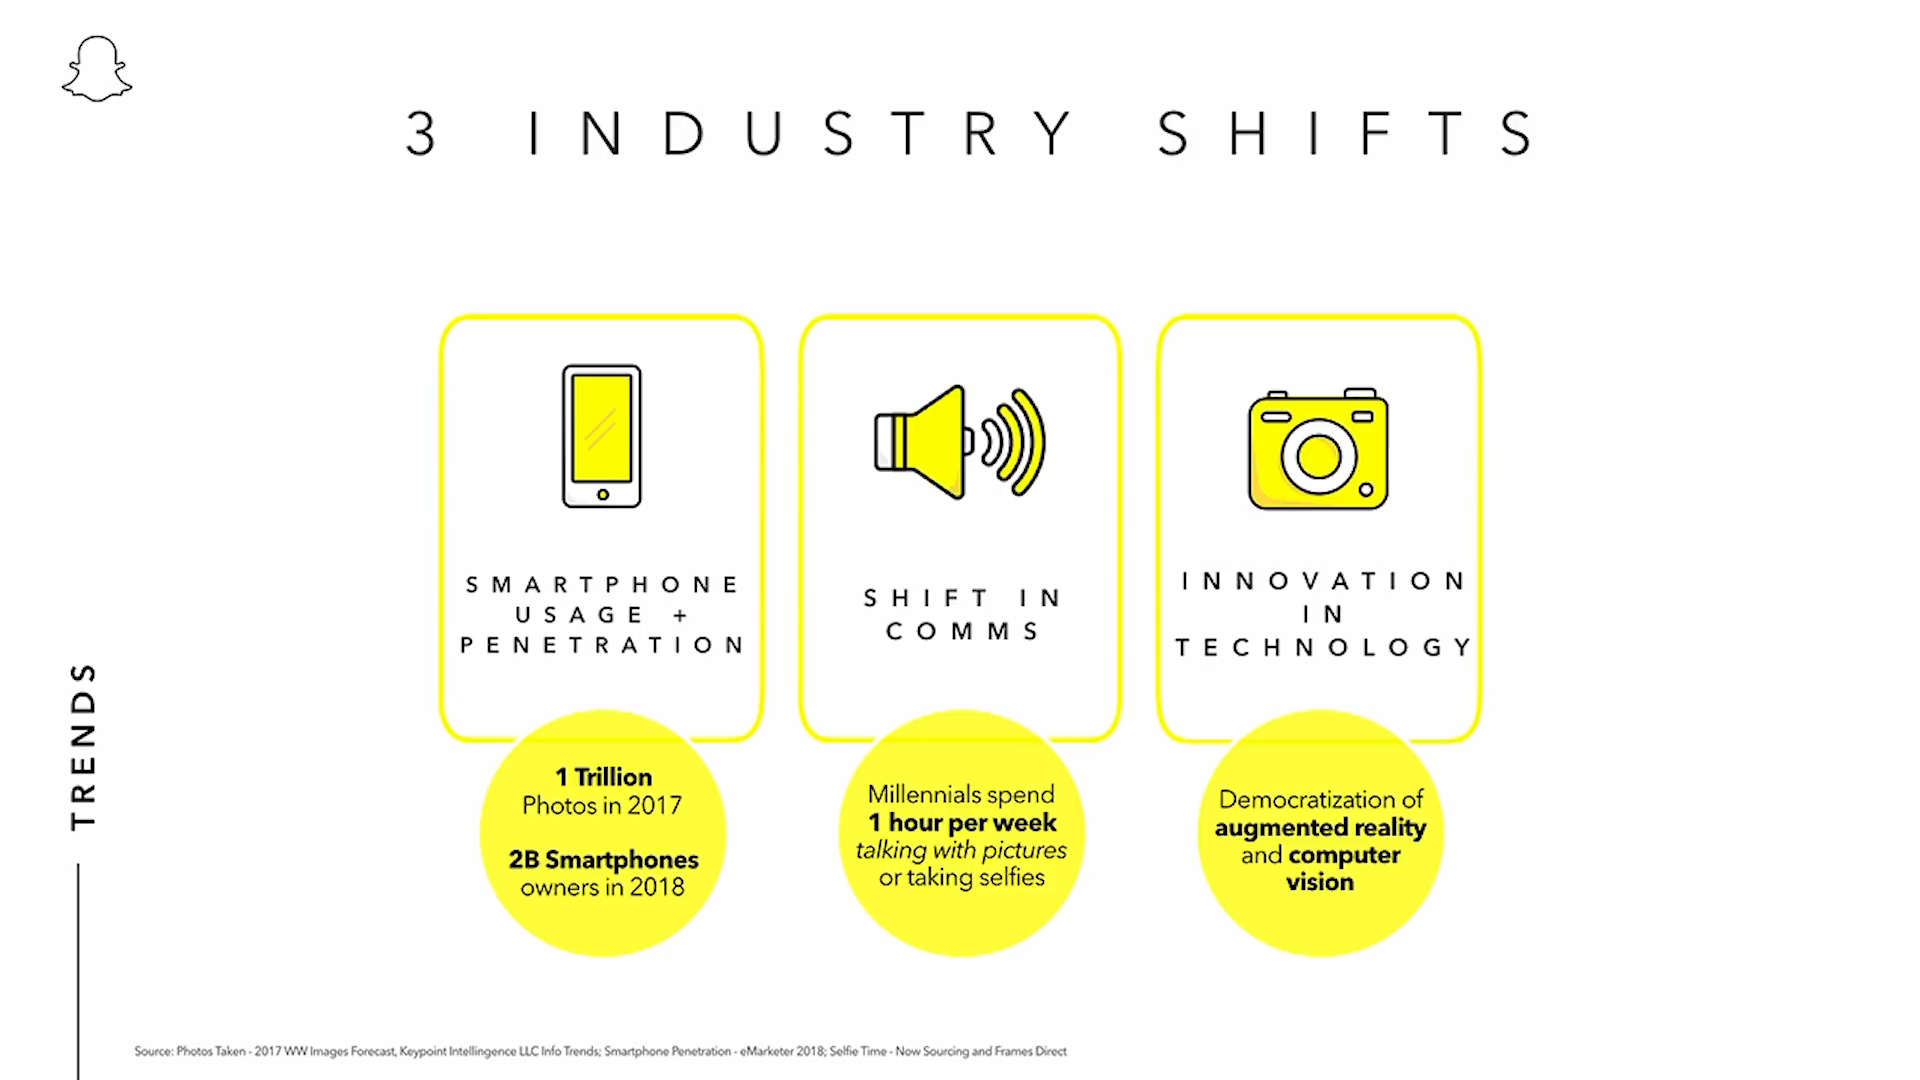 3 INDUSTRY SHIFTS
SMARTPHONE
USAGE +
PENETRATION
1 Trillion
Photos in 2017
2B Smartphones
owners in 2018
SHIFT IN
COMMS
Millennials spend
1 hour per week
talking with pictures
or taking selfies
INNOVATION
IN
TECHNOLOGY
Democratization of
augmented reality
and computer
vision
TRENDS
Source: Photos Taken - 2017 WW Images Forecast, Keypoint Intellingence LLC Info Trends; Smartphone Penetration - eMarketer 2018; Selfie Time - Now Sourcing and Frames Direct